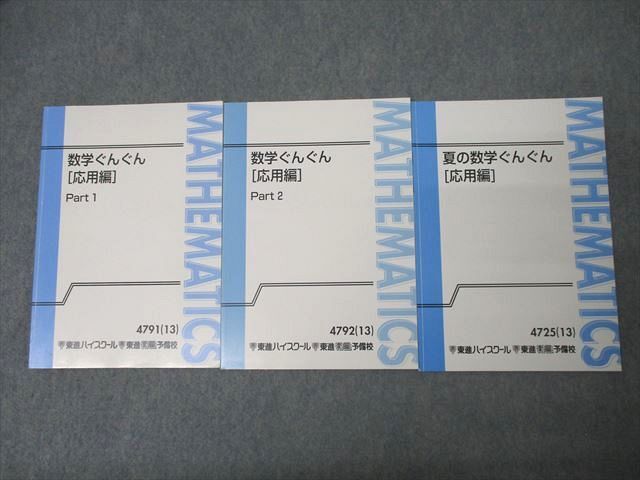 数学ぐんぐん
[応用編]
Part 1
4791(13)
東進ハイスクール 東進衛星予備校
MATHEMATICS
数学ぐんぐん
[応用編]
Part 2
4792(13)
東進ハイスクール 東進衛星予備校
MATHEMATICS
夏の数学ぐんぐん
[応用編]
4725(13)
東進ハイスクール 東進衛星予備校
MATHEMATICS